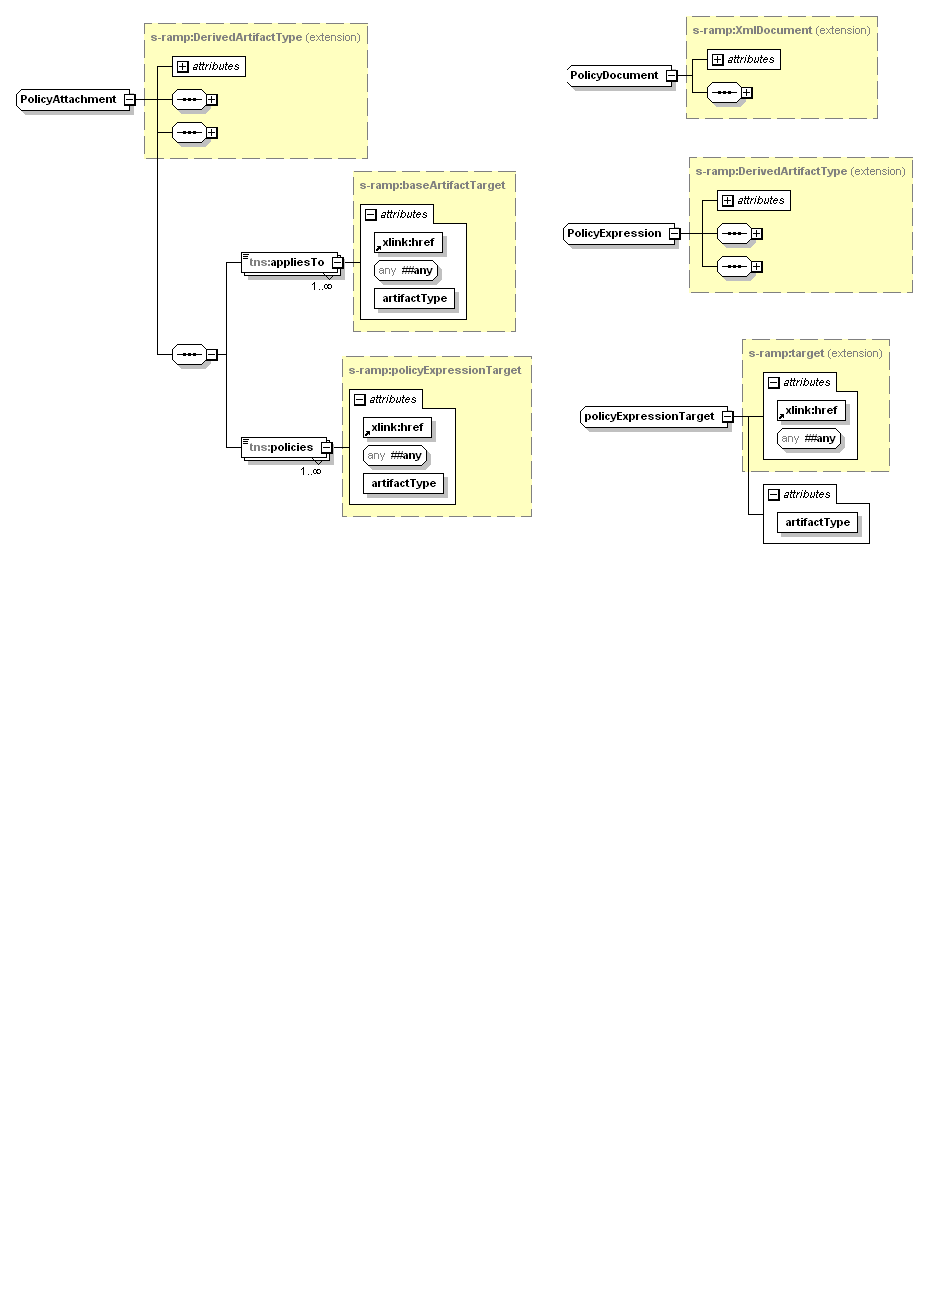 s-ramp:DerivedArtifactType (extension)
attributes
PolicyAttachment
s-ramp:baseArtifactTarget
attributes
xlink:href
any ##any
artifactType
tns:appliesTo
1..∞
s-ramp:policyExpressionTarget
attributes
xlink:href
any ##any
artifactType
tns:policies
1..∞
s-ramp:XmlDocument (extension)
attributes
PolicyDocument
s-ramp:DerivedArtifactType (extension)
attributes
PolicyExpression
s-ramp:target (extension)
attributes
xlink:href
any ##any
policyExpressionTarget
attributes
artifactType